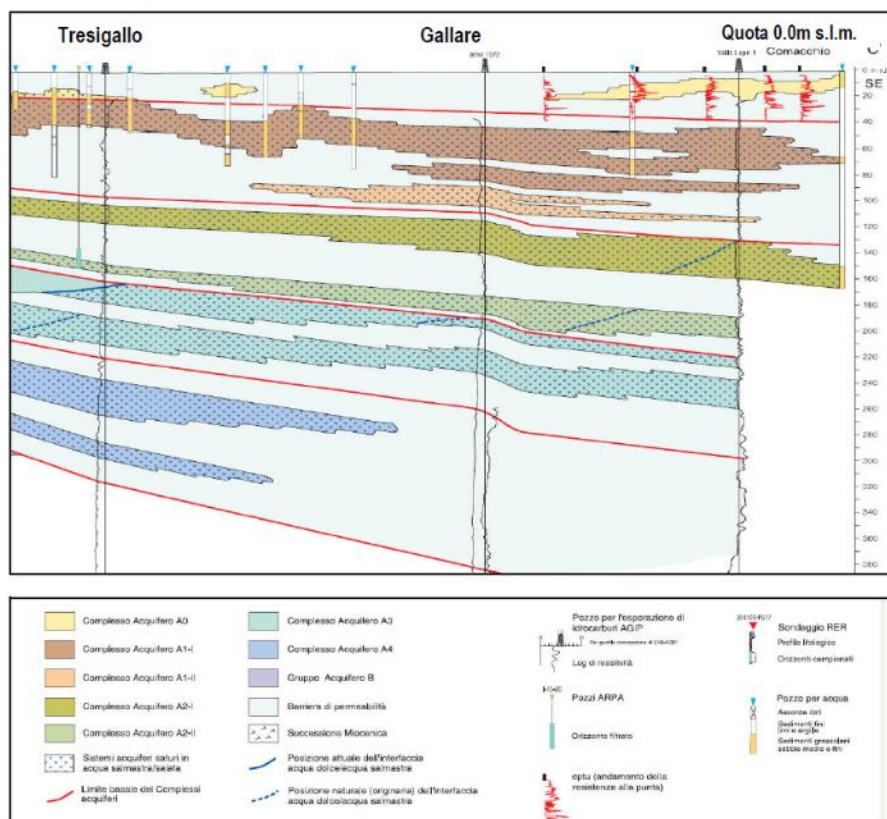 Tresigallo
Gallare
Quota 0.0m s.l.m.
Comacchio
C'
SE
0 m
20
40
60
80
100
120
130
160
180
200
220
240
260
280
300
320
340
360
380
Complesso Acquifero A0
Complesso Acquifero A1-I
Complesso Acquifero A1-II
Complesso Acquifero A2-I
Complesso Acquifero A2-II
Sistemi acquiferi saturi in
acqua salmastra/salata
Limite basale dei Complessi
acquiferi
Complesso Acquifero A3
Complesso Acquifero A4
Gruppo Acquifero B
Barriera di permeabilità
Successione Miocenica
Posizione attuale dell'interfaccia
acqua dolce/acqua salmastra
Posizione naturale (originaria) dell'interfaccia
acqua dolce/acqua salmastra
Pozzo per l'esporazione di
idrocarburi AGIP
Log di resistività
Pozzi ARPA
Orizzonte filtrato
cptu (andamento della
resistenza alla punta)
Sondaggio RER
Profilo litologico
Orizzonti campionati
Pozzo per acqua
Assenza dati
Sedimenti fini
limi e argille
Sedimenti grossolani
sabbie medie e fini